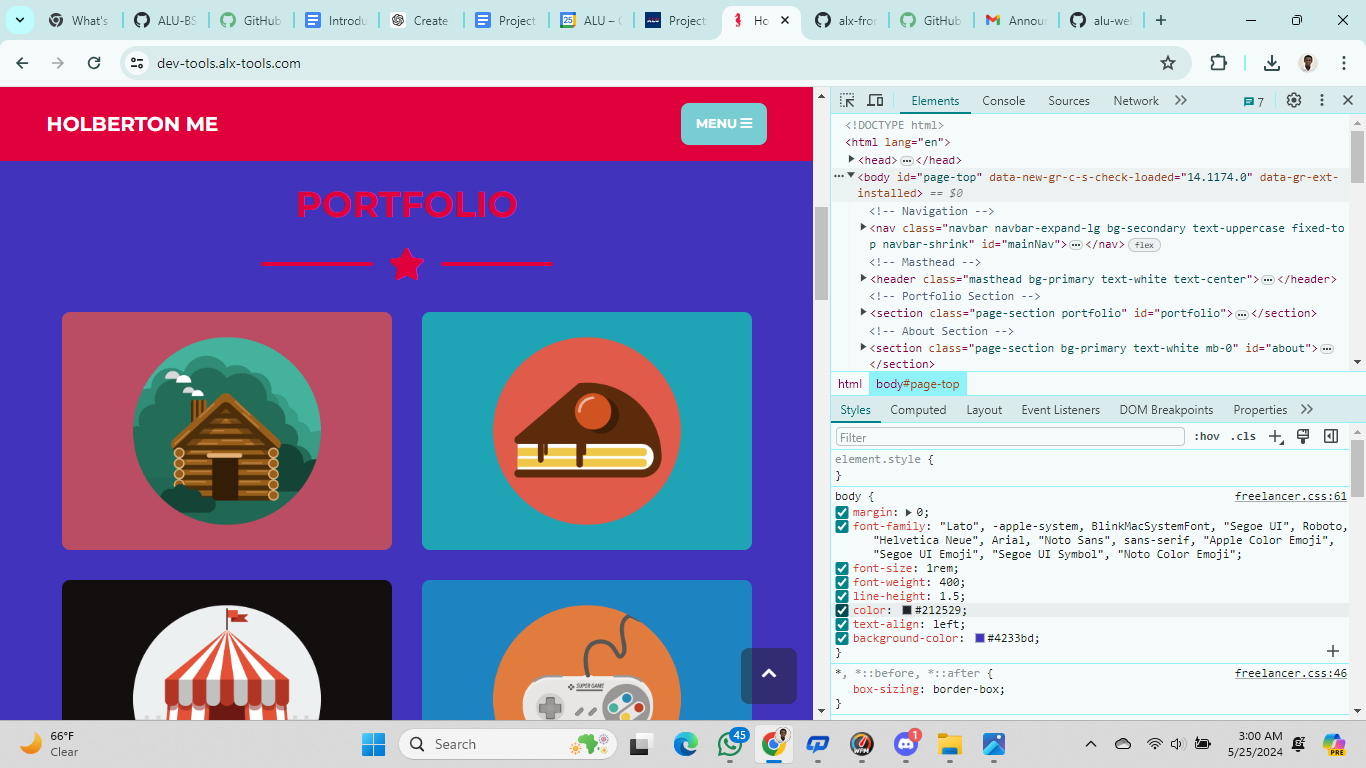 What's
ALU-BS
GitHub
Introdu
Create
Project
25
ALU – C
Project
Ho
alx-fron
GitHub
Annour
alu-wel
dev-tools.alx-tools.com
HOLBERTON ME
MENU
PORTFOLIO
SUPER GAME
Elements
Console
Sources
Network
7
<!DOCTYPE html>
<html lang="en">
<head> ⋯ </head>
<body id="page-top" data-new-gr-c-s-check-loaded="14.1174.0" data-gr-ext-
installed> == $0
<!-- Navigation -->
<nav class="navbar navbar-expand-lg bg-secondary text-uppercase fixed-to
p navbar-shrink" id="mainNav"> ⋯ </nav> flex
<!-- Masthead -->
<header class="masthead bg-primary text-white text-center"> ⋯ </header>
<!-- Portfolio Section -->
<section class="page-section portfolio" id="portfolio"> ⋯ </section>
<!-- About Section -->
<section class="page-section bg-primary text-white mb-0" id="about"> ⋯
</section>
html
body#page-top
Styles
Computed
Layout
Event Listeners
DOM Breakpoints
Properties
Filter
:hov
.cls
element.style {
}
body {
freelancer.css:61
margin: 0;
font-family: "Lato", -apple-system, BlinkMacSystemFont, "Segoe UI", Roboto,
"Helvetica Neue", Arial, "Noto Sans", sans-serif, "Apple Color Emoji",
"Segoe UI Emoji", "Segoe UI Symbol", "Noto Color Emoji";
font-size: 1rem;
font-weight: 400;
line-height: 1.5;
color: #212529;
text-align: left;
background-color: #4233bd;
}
*, *::before, *::after {
freelancer.css:46
box-sizing: border-box;
}
66°F
Clear
Search
45
WPM
1
3:00 AM
5/25/2024
PRE